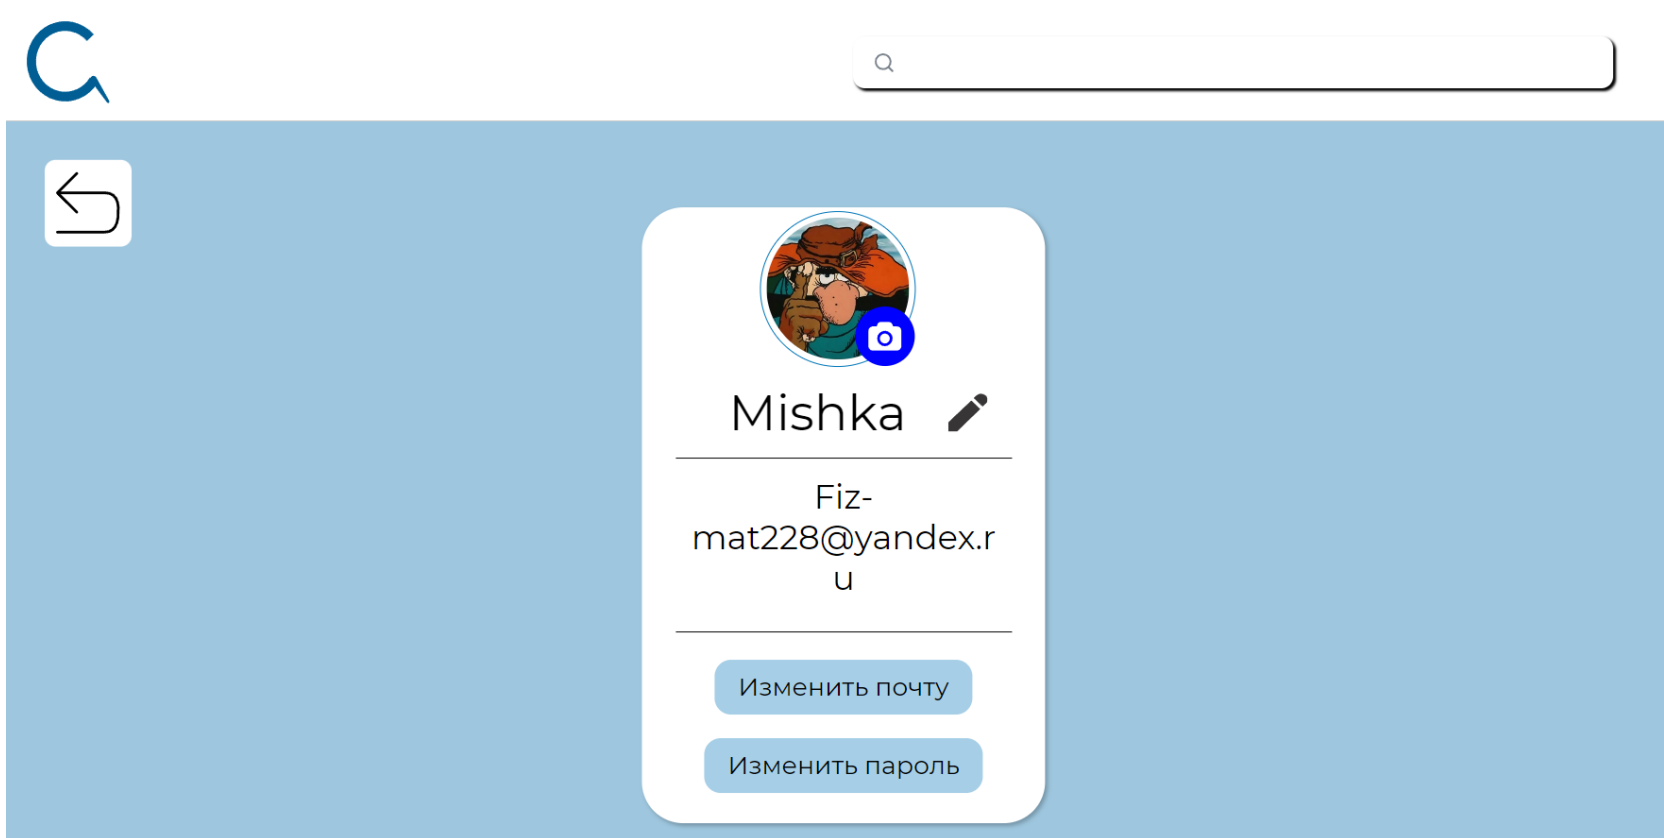 Mishka
Fiz-
mat228@yandex.r
u
Изменить почту
Изменить пароль